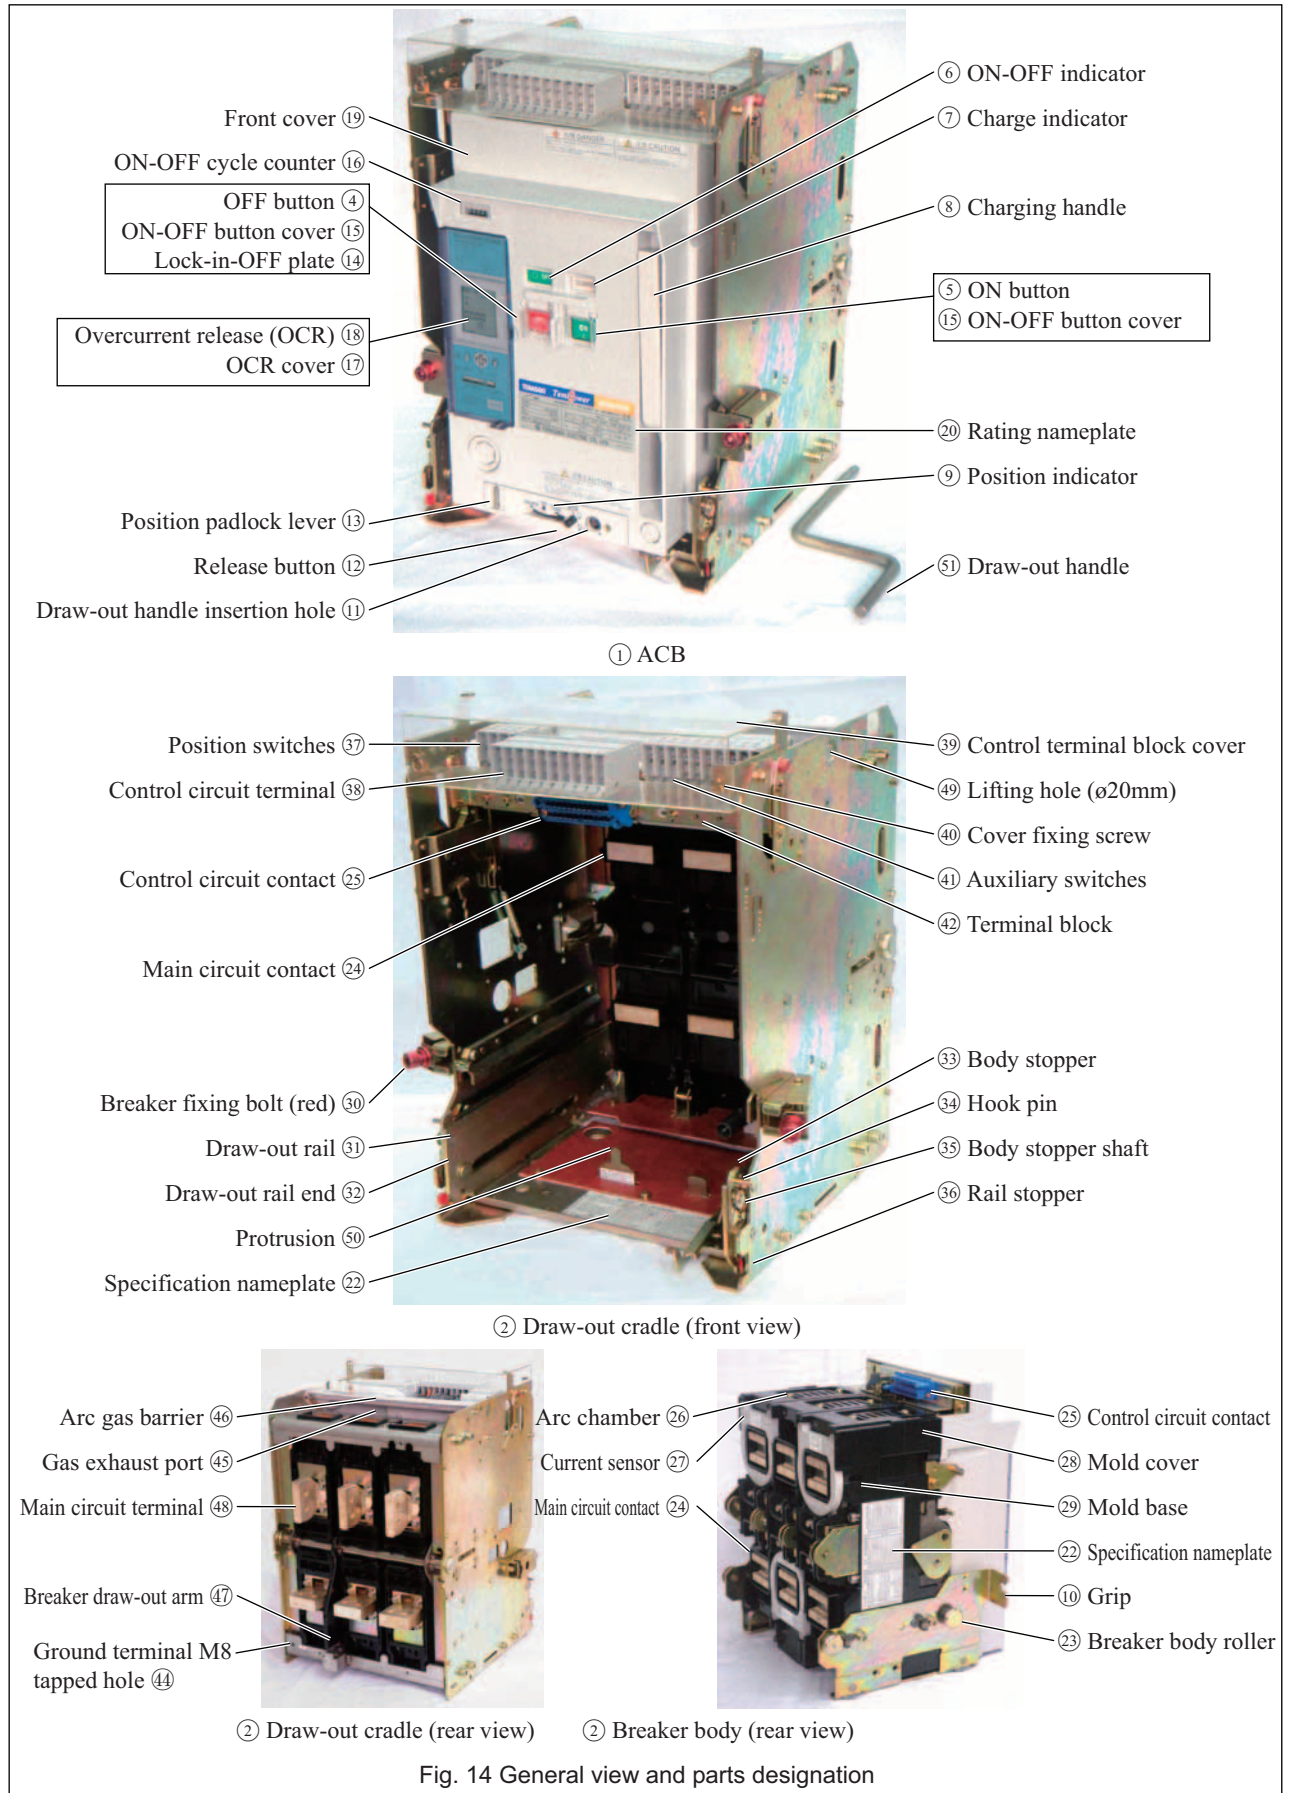 Front cover ⑲
ON-OFF cycle counter ⑯
OFF button ④
ON-OFF button cover ⑮
Lock-in-OFF plate ⑭
Overcurrent release (OCR) ⑱
OCR cover ⑰
Position padlock lever ⑬
Release button ⑫
Draw-out handle insertion hole ⑪
⑥ ON-OFF indicator
⑦ Charge indicator
⑧ Charging handle
⑤ ON button
⑮ ON-OFF button cover
⑳ Rating nameplate
⑨ Position indicator
51 Draw-out handle
DANGER
CAUTION
CAUTION
① ACB
Position switches ㊲
Control circuit terminal ㊳
Control circuit contact ㉕
Main circuit contact ㉔
Breaker fixing bolt (red) ㉚
Draw-out rail ㉛
Draw-out rail end ㉜
Protrusion ㊿
Specification nameplate ㉒
㊴ Control terminal block cover
㊾ Lifting hole (ø20mm)
㊵ Cover fixing screw
㊶ Auxiliary switches
㊷ Terminal block
㉝ Body stopper
㉞ Hook pin
㉟ Body stopper shaft
㊱ Rail stopper
② Draw-out cradle (front view)
Arc gas barrier ㊻
Gas exhaust port ㊺
Main circuit terminal ㊽
Breaker draw-out arm ㊼
Ground terminal M8
tapped hole ㊹
② Draw-out cradle (rear view)
Arc chamber ㉖
Current sensor ㉗
Main circuit contact ㉔
㉕ Control circuit contact
㉘ Mold cover
㉙ Mold base
㉒ Specification nameplate
⑩ Grip
㉓ Breaker body roller
② Breaker body (rear view)
Fig. 14 General view and parts designation